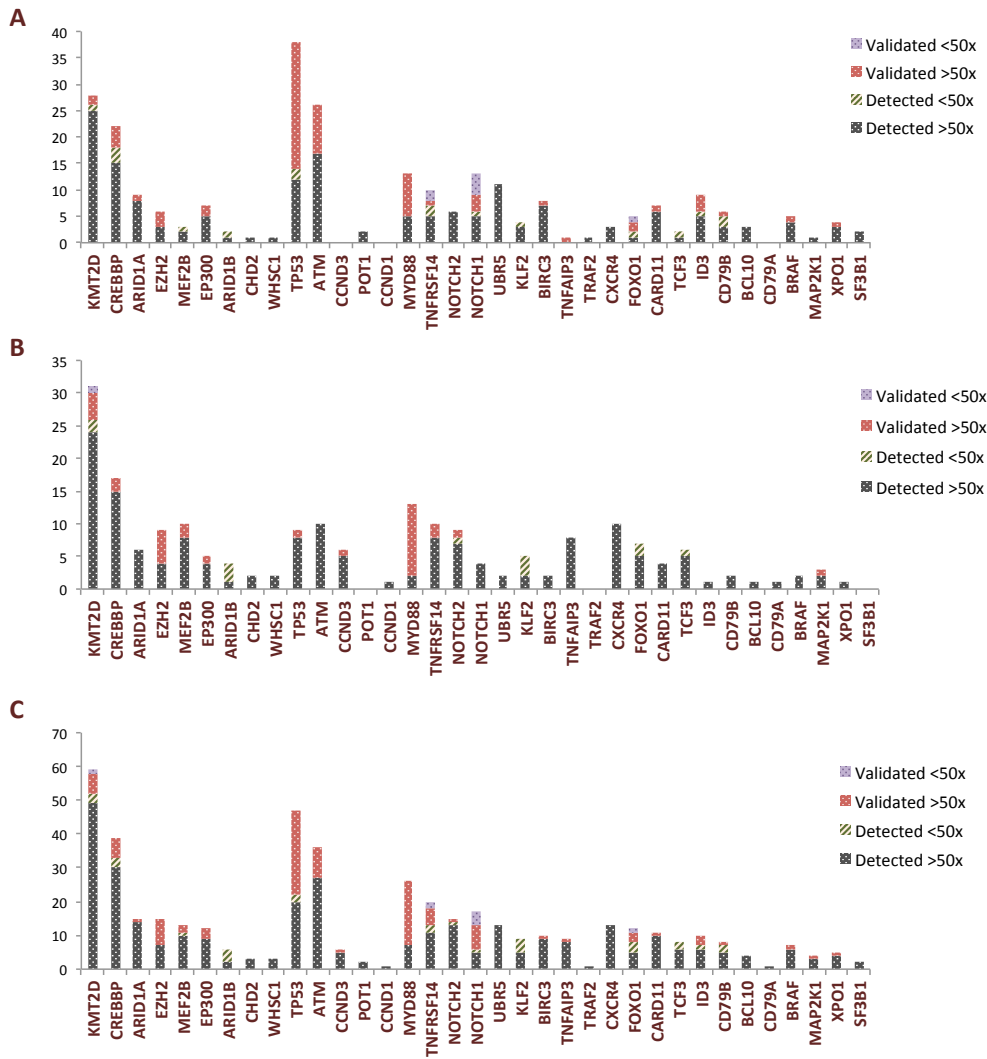 A
40
35
30
25
20
15
10
5
0
Validated <50x
Validated >50x
Detected <50x
Detected >50x
KMT2D
CREBBP
ARID1A
EZH2
MEF2B
EP300
ARID1B
CHD2
WHSC1
TP53
ATM
CCND3
POT1
CCND1
MYD88
TNFRSF14
NOTCH2
NOTCH1
UBR5
KLF2
BIRC3
TNFAIP3
TRAF2
CXCR4
FOXO1
CARD11
TCF3
ID3
CD79B
BCL10
CD79A
BRAF
MAP2K1
XPO1
SF3B1
B
35
30
25
20
15
10
5
0
Validated <50x
Validated >50x
Detected <50x
Detected >50x
KMT2D
CREBBP
ARID1A
EZH2
MEF2B
EP300
ARID1B
CHD2
WHSC1
TP53
ATM
CCND3
POT1
CCND1
MYD88
TNFRSF14
NOTCH2
NOTCH1
UBR5
KLF2
BIRC3
TNFAIP3
TRAF2
CXCR4
FOXO1
CARD11
TCF3
ID3
CD79B
BCL10
CD79A
BRAF
MAP2K1
XPO1
SF3B1
C
70
60
50
40
30
20
10
0
Validated <50x
Validated >50x
Detected <50x
Detected >50x
KMT2D
CREBBP
ARID1A
EZH2
MEF2B
EP300
ARID1B
CHD2
WHSC1
TP53
ATM
CCND3
POT1
CCND1
MYD88
TNFRSF14
NOTCH2
NOTCH1
UBR5
KLF2
BIRC3
TNFAIP3
TRAF2
CXCR4
FOXO1
CARD11
TCF3
ID3
CD79B
BCL10
CD79A
BRAF
MAP2K1
XPO1
SF3B1